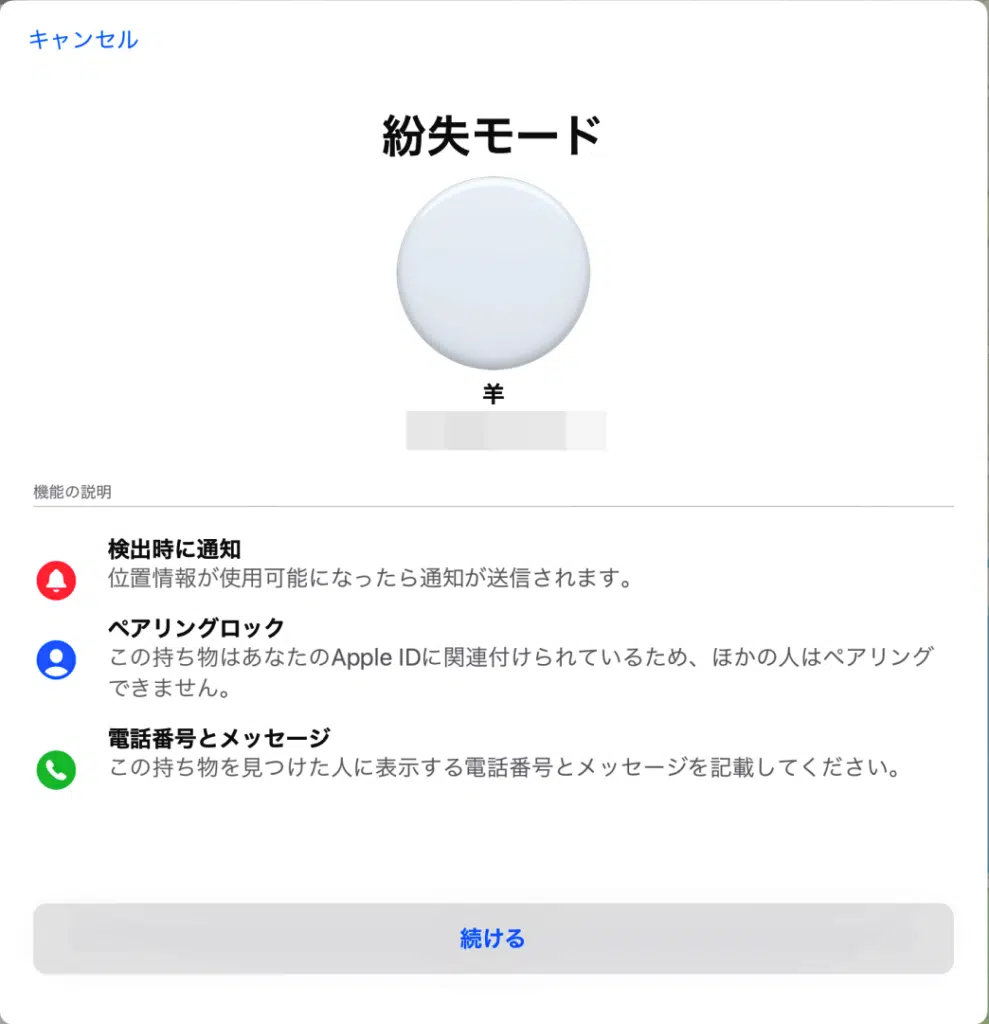 キャンセル
紛失モード
羊
機能の説明
検出時に通知
位置情報が使用可能になったら通知が送信されます。
ペアリングロック
この持ち物はあなたのApple IDに関連付けられているため、ほかの人はペアリング
できません。
電話番号とメッセージ
この持ち物を見つけた人に表示する電話番号とメッセージを記載してください。
続ける